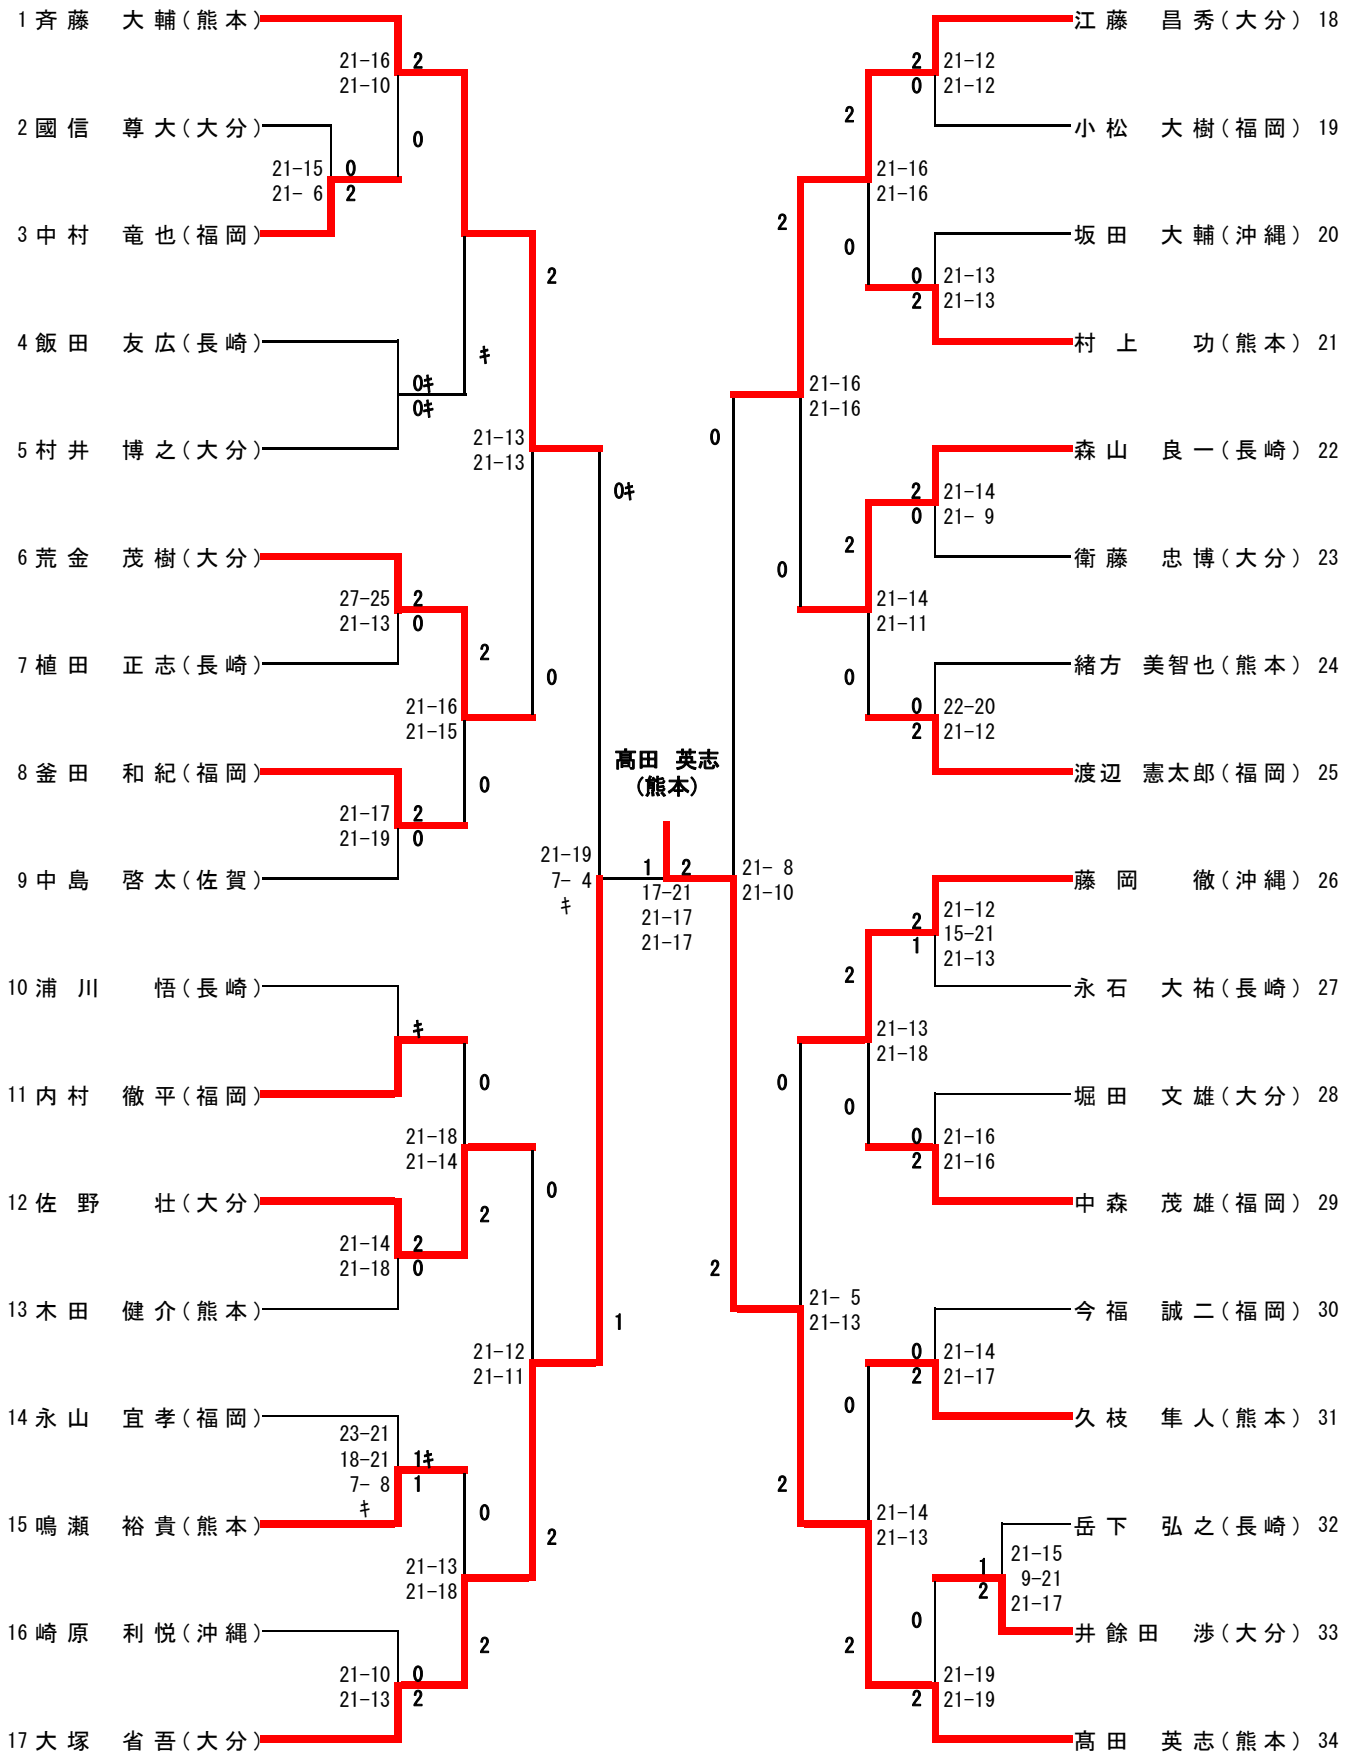 1 斉藤 大輔(熊本)
21-16 2
21-10
0
2 國信 尊大(大分)
21-15 0
21- 6 2
3 中村 竜也(福岡)
2
4 飯田 友広(長崎)
キ
0キ
0キ
5 村井 博之(大分)
21-13
21-13
0キ
6 荒金 茂樹(大分)
27-25 2
21-13 0
2
7 植田 正志(長崎)
0
21-16
21-15
8 釜田 和紀(福岡)
0
21-17 2
21-19 0
9 中島 啓太(佐賀)
21-19
7- 4
キ
10 浦川 悟(長崎)
キ
0
11 内村 徹平(福岡)
21-18
21-14
0
12 佐野 壮(大分)
2
21-14 2
21-18 0
13 木田 健介(熊本)
1
21-12
21-11
14 永山 宜孝(福岡)
23-21
18-21 1キ
7- 8 1
キ
0
15 鳴瀬 裕貴(熊本)
2
21-13
21-18
16 崎原 利悦(沖縄)
2
21-10 0
21-13 2
17 大塚 省吾(大分)
髙田 英志
(熊本)
1 2
17-21
21-17
21-17
江藤 昌秀(大分) 18
2 21-12
0 21-12
2
小松 大樹(福岡) 19
21-16
21-16
2
坂田 大輔(沖縄) 20
0
0 21-13
2 21-13
村上 功(熊本) 21
21-16
21-16
0
森山 良一(長崎) 22
2 21-14
0 21- 9
2
衛藤 忠博(大分) 23
0
21-14
21-11
緒方 美智也(熊本) 24
0
0 22-20
2 21-12
渡辺 憲太郎(福岡) 25
21- 8
21-10
藤岡 徹(沖縄) 26
21-12
2 15-21
1 21-13
2
永石 大祐(長崎) 27
21-13
21-18
0
堀田 文雄(大分) 28
0
0 21-16
2 21-16
中森 茂雄(福岡) 29
2
21- 5
21-13
今福 誠二(福岡) 30
0 21-14
2 21-17
0
久枝 隼人(熊本) 31
2
21-14
21-13
岳下 弘之(長崎) 32
21-15
1 9-21
2 21-17
0
井餘田 渉(大分) 33
2
21-19
2 21-19
髙田 英志(熊本) 34